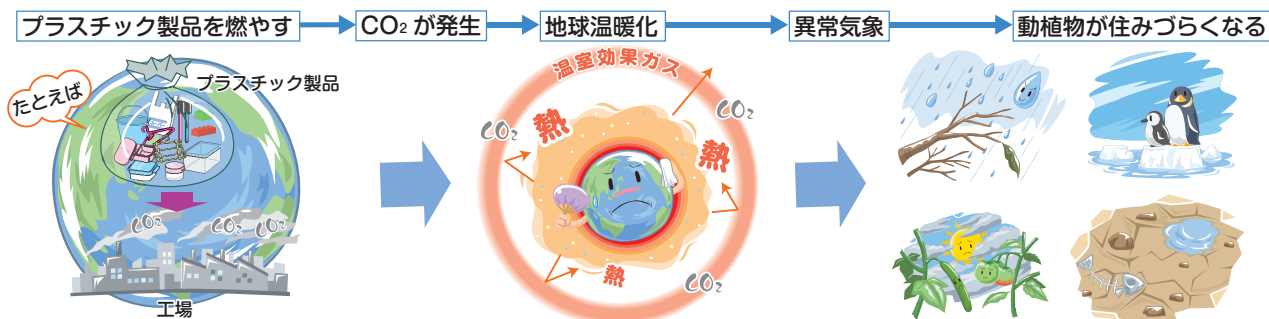 プラスチック製品を燃やす
CO₂が発生
地球温暖化
異常気象
動植物が住みづらくなる
たとえば
プラスチック製品
CO₂
CO₂
CO₂
工場
温室効果ガス
CO₂
CO₂
熱
熱
熱
CO₂